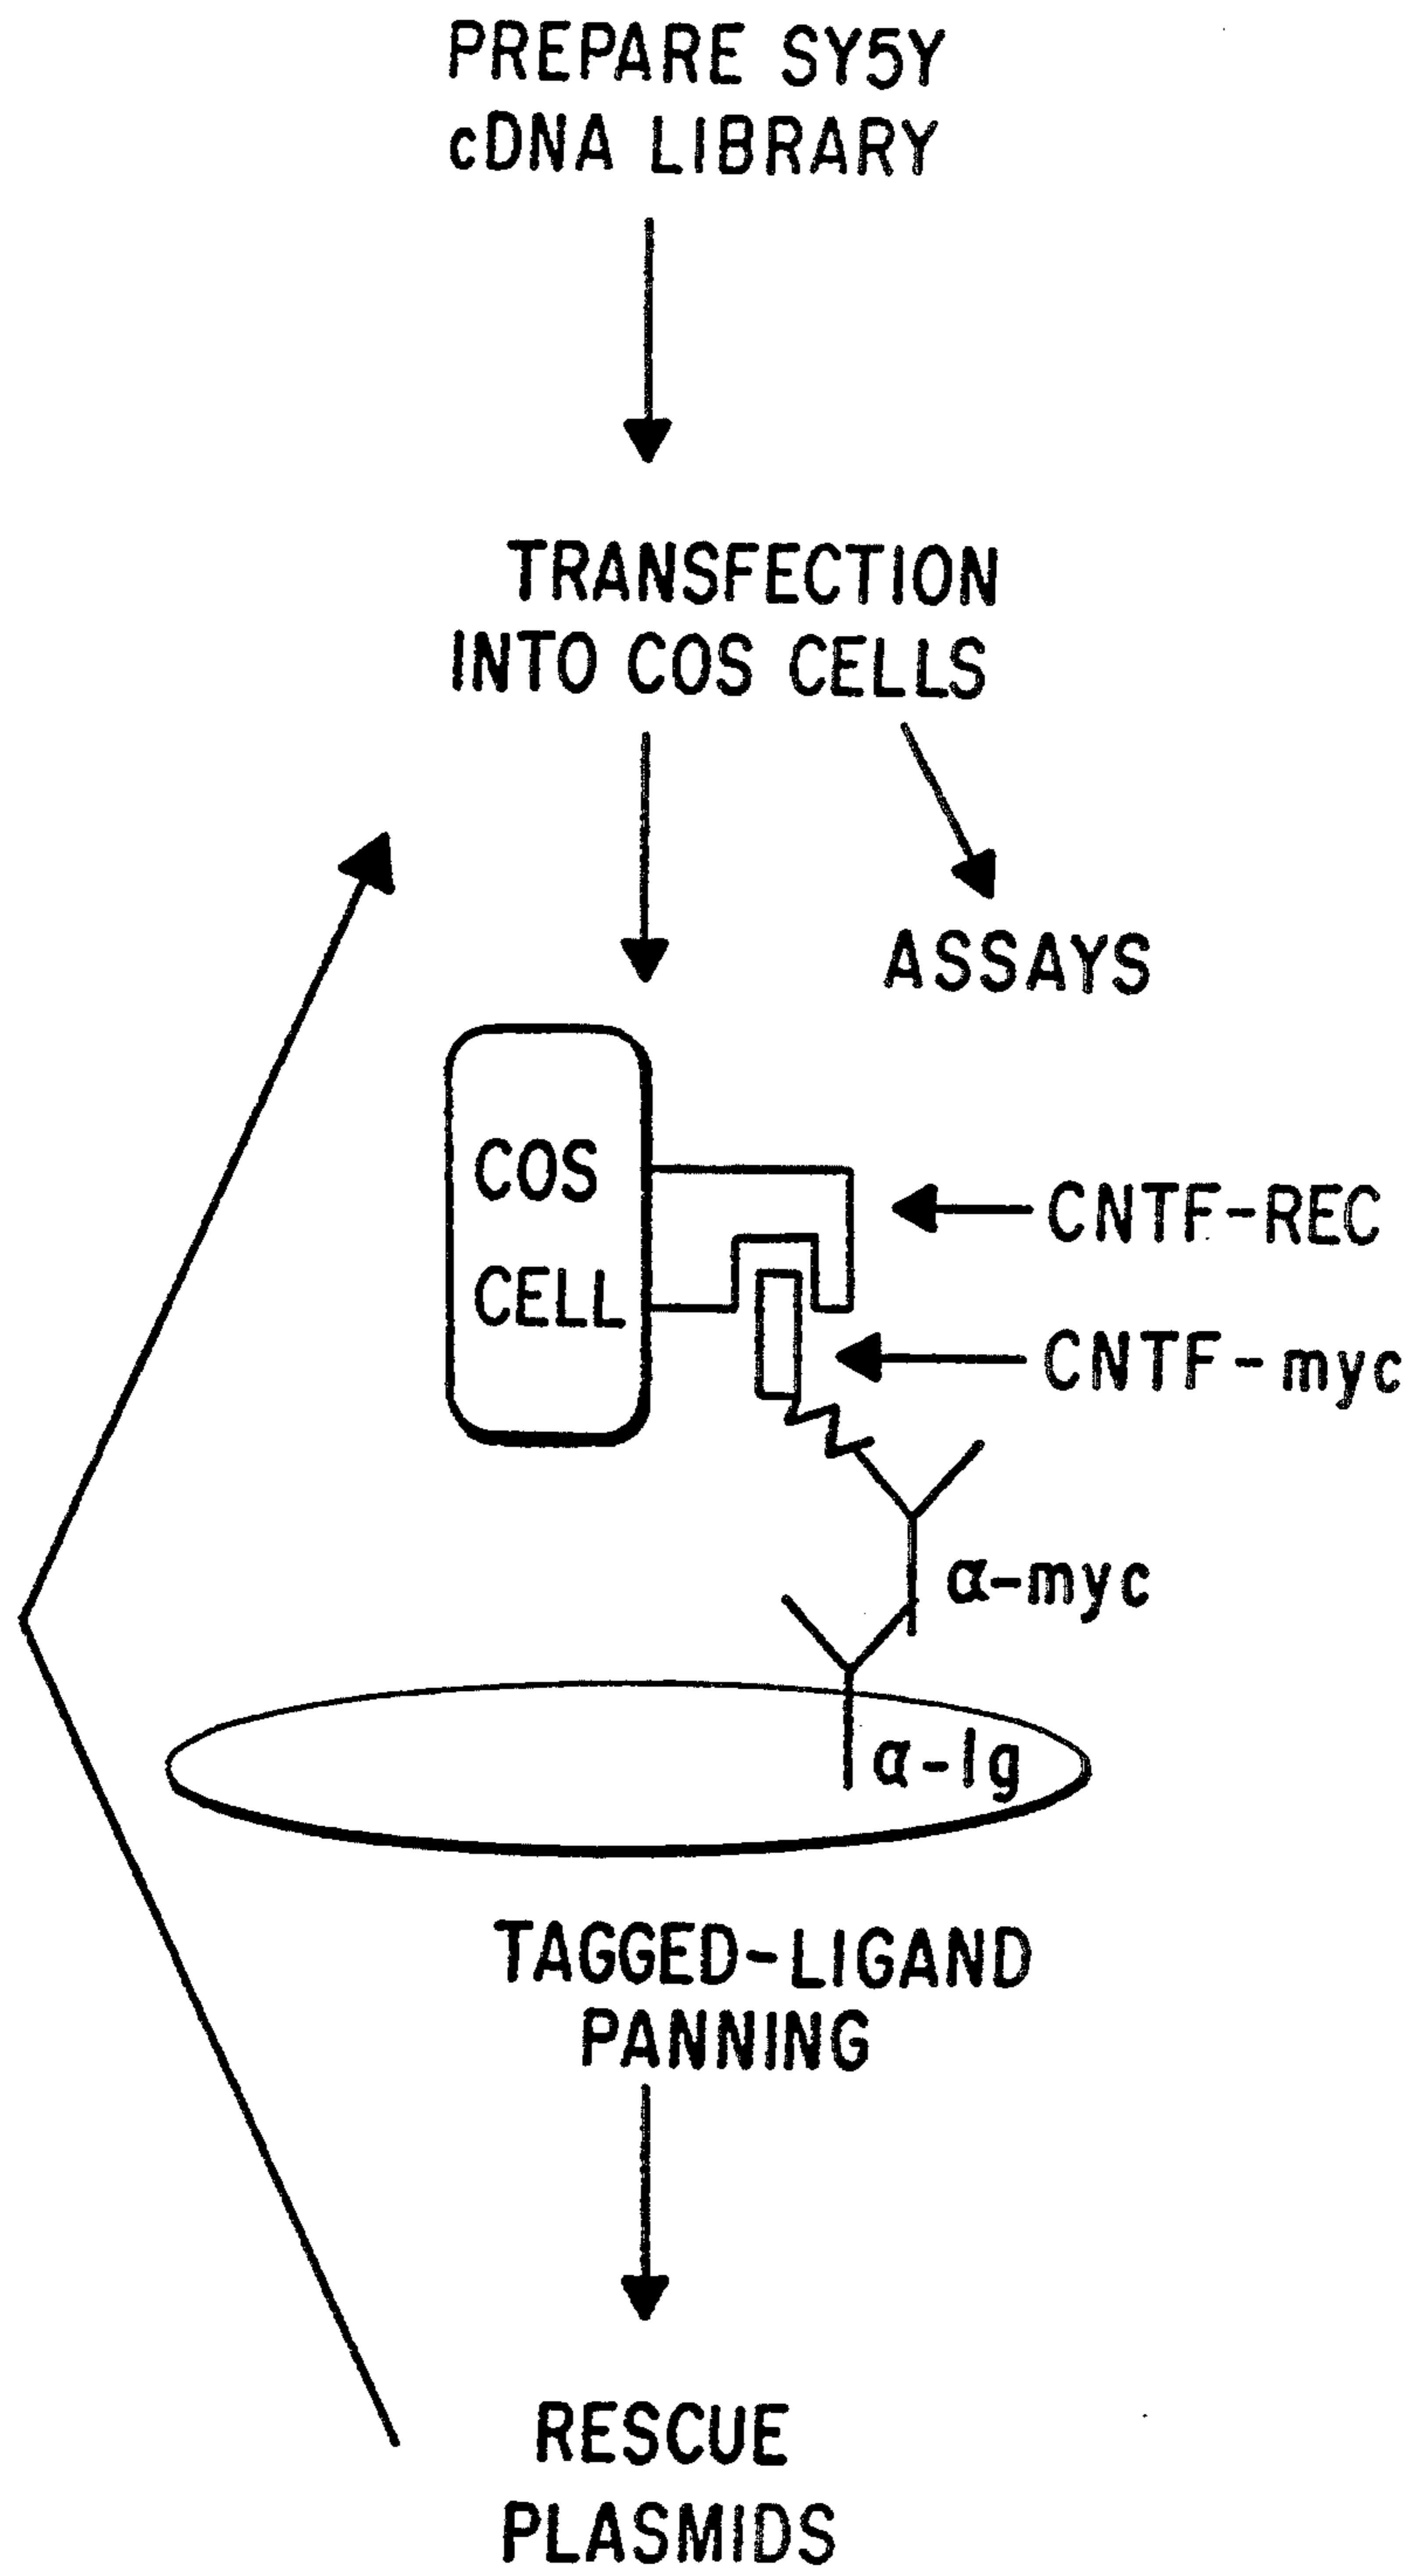 PREPARE SY5Y
cDNA LIBRARY
TRANSFECTION
INTO COS CELLS
ASSAYS
COS
CELL
CNTF-REC
CNTF-myc
α-myc
α-Ig
TAGGED-LIGAND
PANNING
RESCUE
PLASMIDS